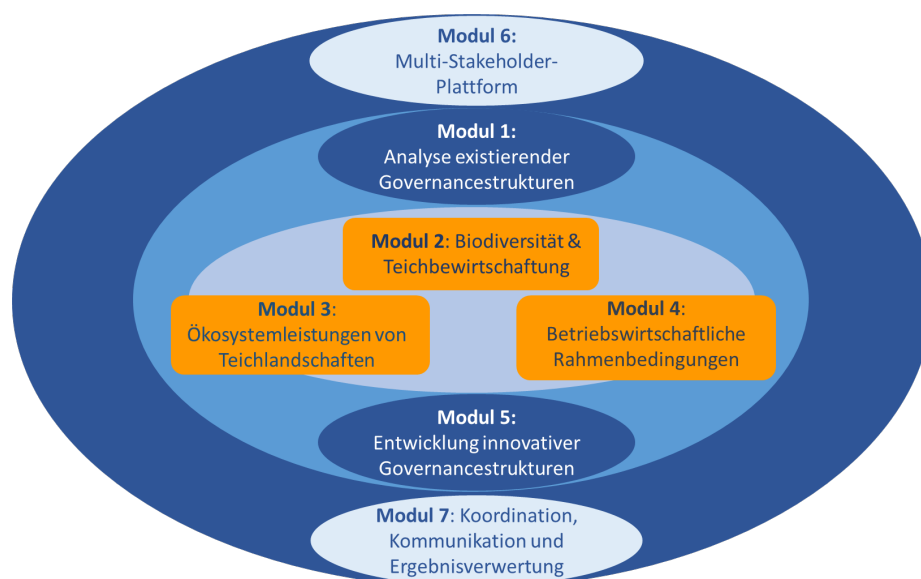 Modul 6:
Multi-Stakeholder-
Plattform
Modul 1:
Analyse existierender
Governancestrukturen
Modul 2: Biodiversität &
Teichbewirtschaftung
Modul 3:
Ökosystemleistungen von
Teichlandschaften
Modul 4:
Betriebswirtschaftliche
Rahmenbedingungen
Modul 5:
Entwicklung innovativer
Governancestrukturen
Modul 7: Koordination,
Kommunikation und
Ergebnisverwertung